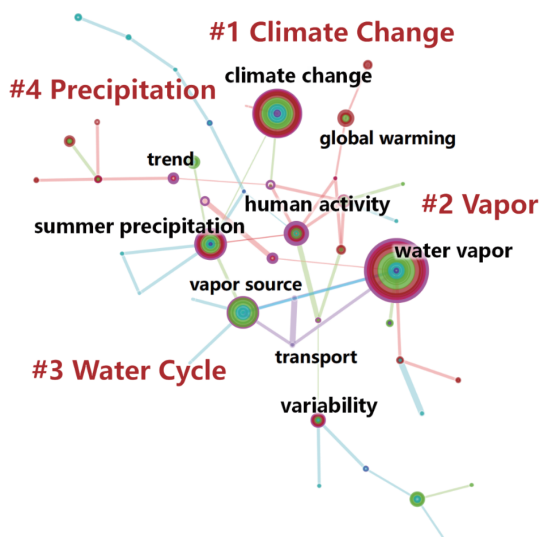 #1 Climate Change
climate change
#4 Precipitation
global warming
trend
human activity
#2 Vapor
summer precipitation
water vapor
vapor source
transport
#3 Water Cycle
variability